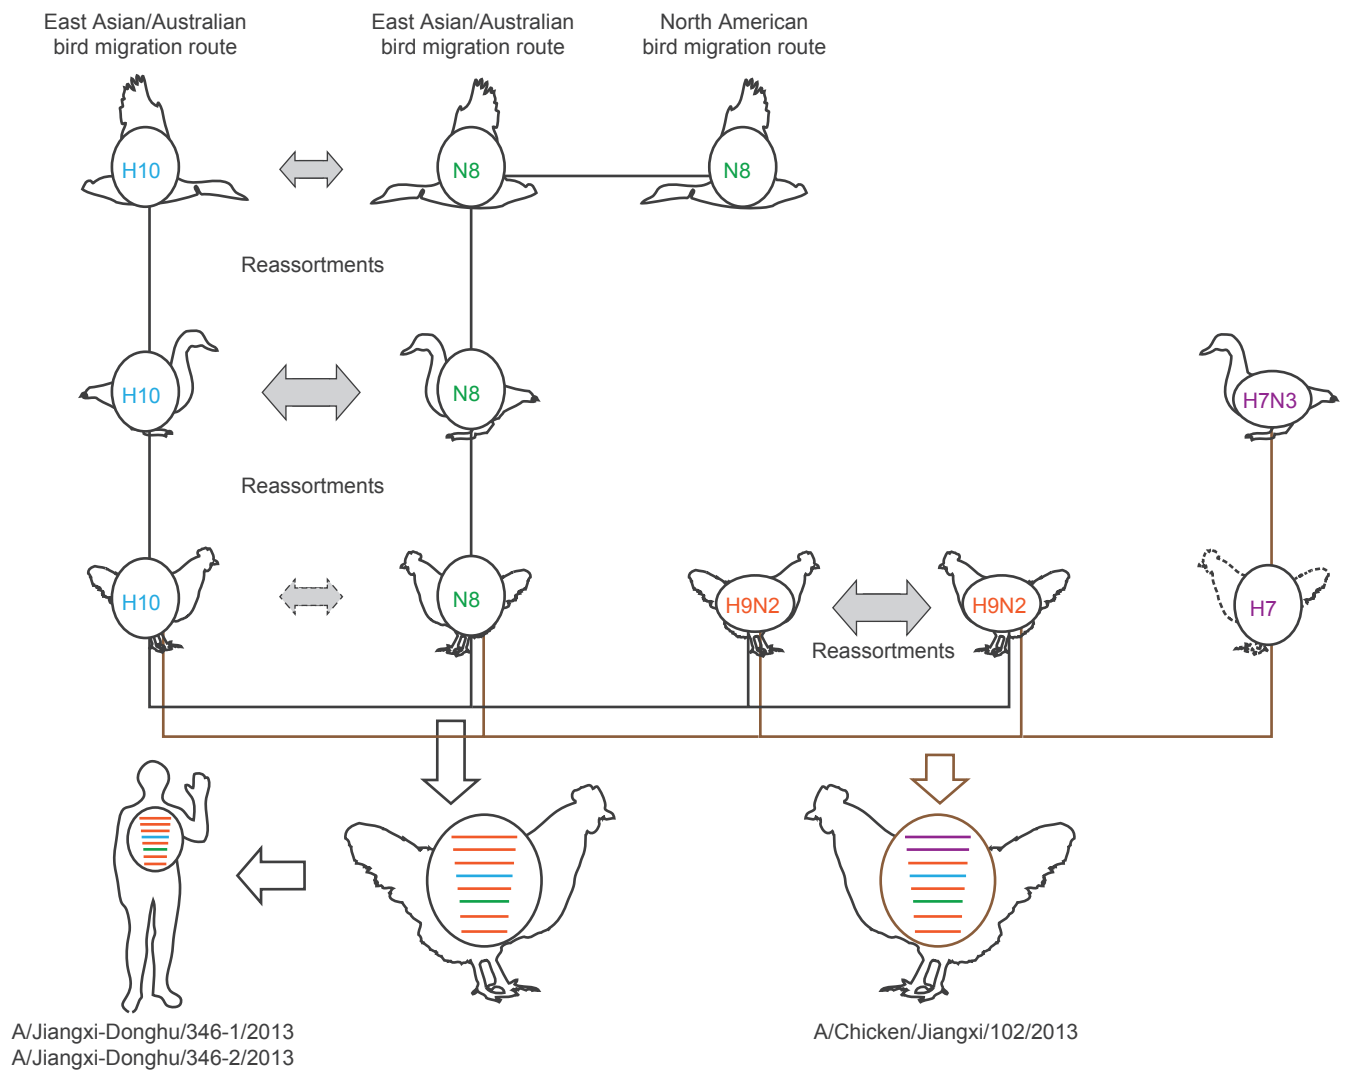 East Asian/Australian
bird migration route
East Asian/Australian
bird migration route
North American
bird migration route
H10
N8
N8
Reassortments
H10
N8
H7N3
Reassortments
H10
N8
H9N2
H9N2
H7
Reassortments
A/Jiangxi-Donghu/346-1/2013
A/Jiangxi-Donghu/346-2/2013
A/Chicken/Jiangxi/102/2013